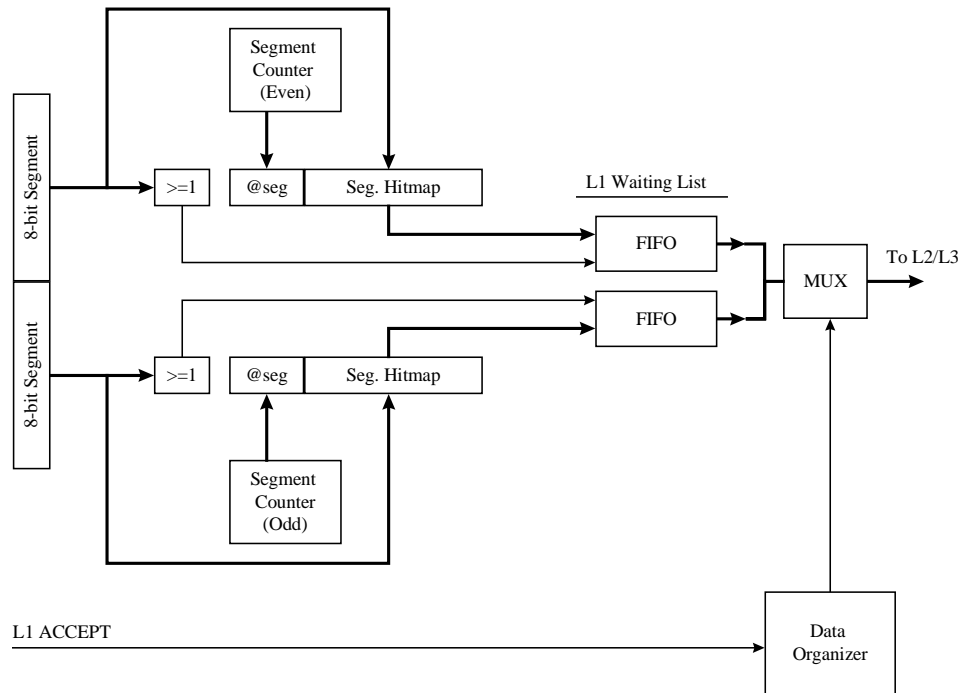 Segment
Counter
(Even)
8-bit Segment
>=1
@seg
Seg. Hitmap
L1 Waiting List
FIFO
To L2/L3
MUX
FIFO
8-bit Segment
>=1
@seg
Seg. Hitmap
Segment
Counter
(Odd)
L1 ACCEPT
Data
Organizer